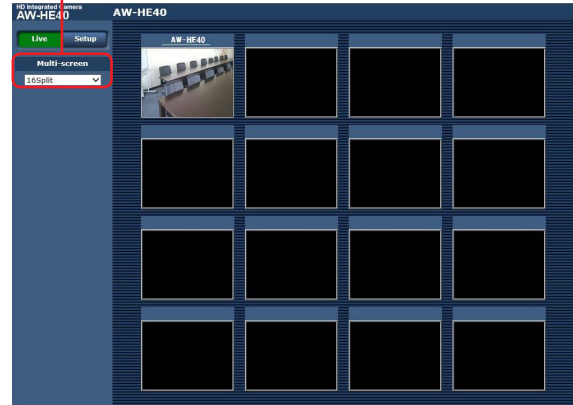 HD Integrated Camera
AW-HE40
AW-HE40
Live
Setup
Multi-screen
16Split
AW-HE40